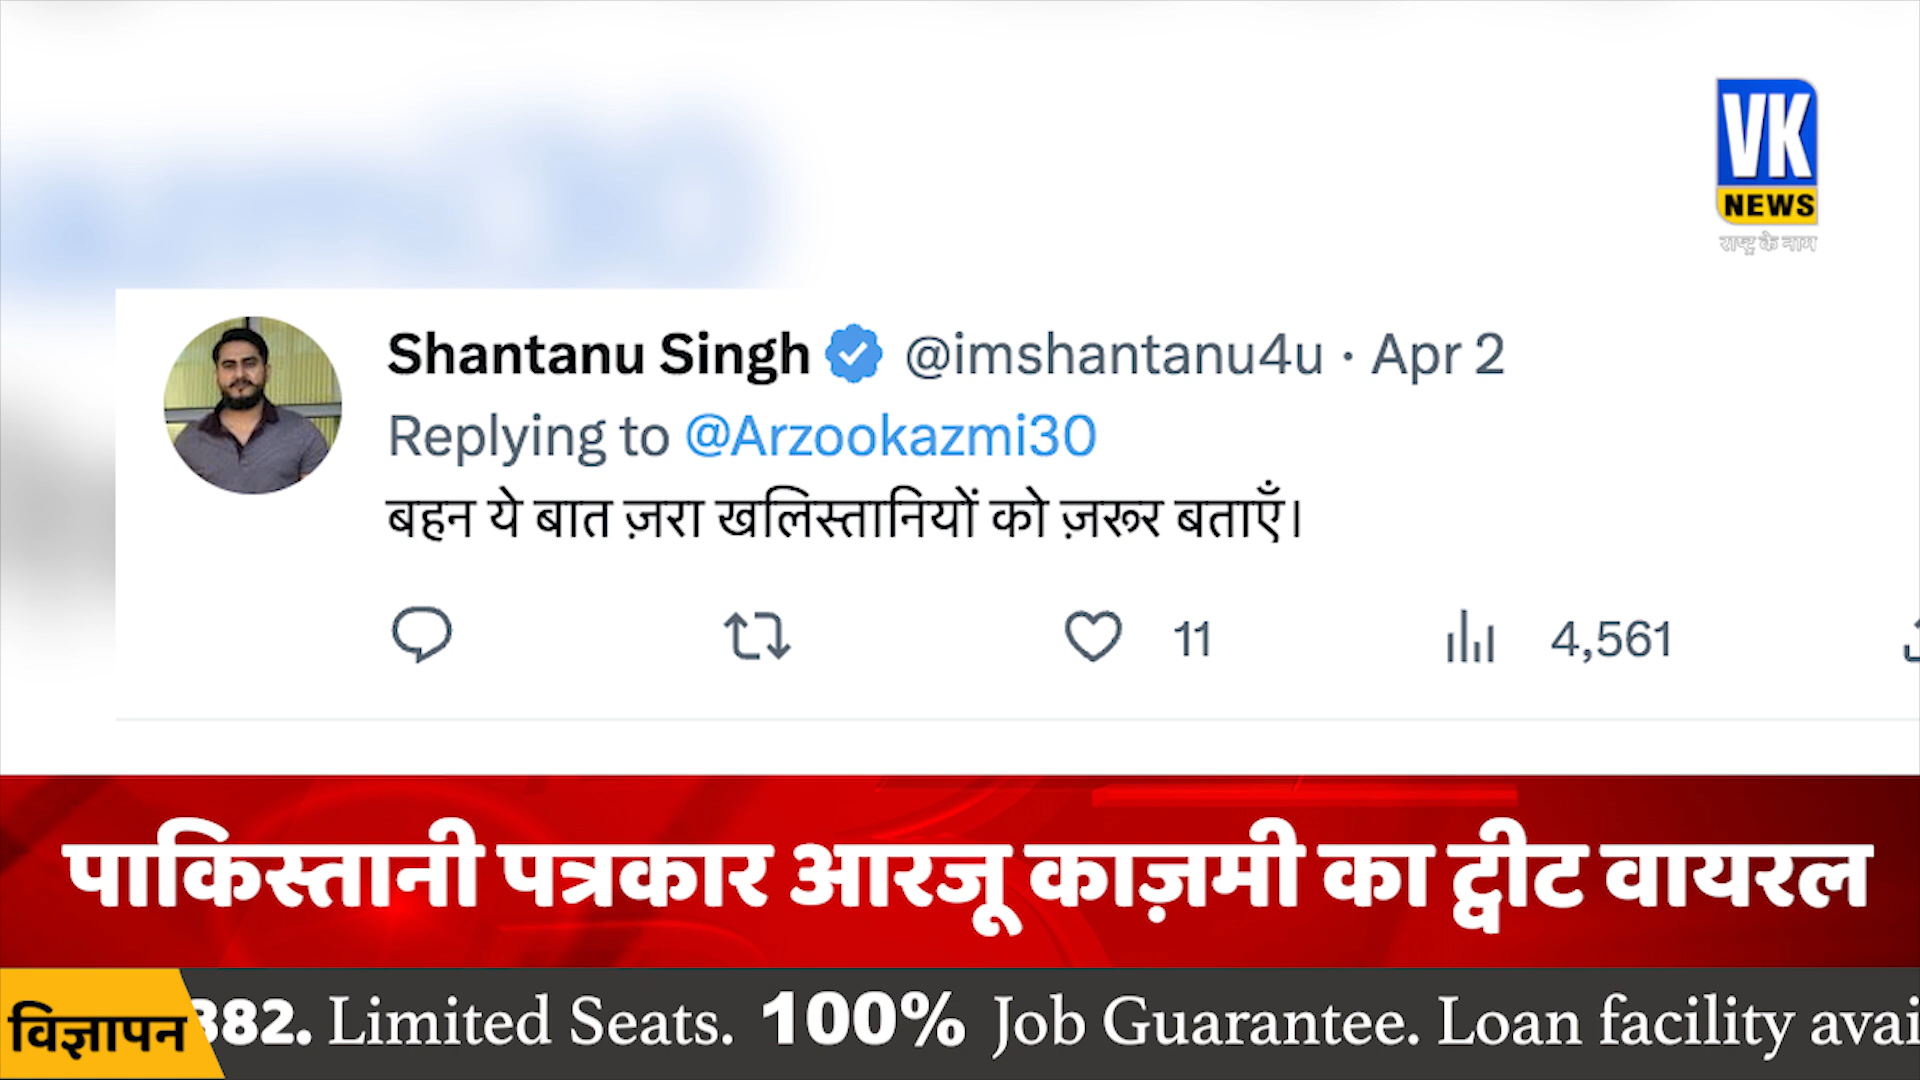 VK
NEWS
राष्ट्र के नाम
Shantanu Singh @imshantanu4u · Apr 2
Replying to @Arzookazmi30
बहन ये बात ज़रा खलिस्तानियों को ज़रूर बताएँ।
11 4,561
पाकिस्तानी पत्रकार आरजू काज़मी का ट्वीट वायरल
विज्ञापन 382. Limited Seats. 100% Job Guarantee. Loan facility avai